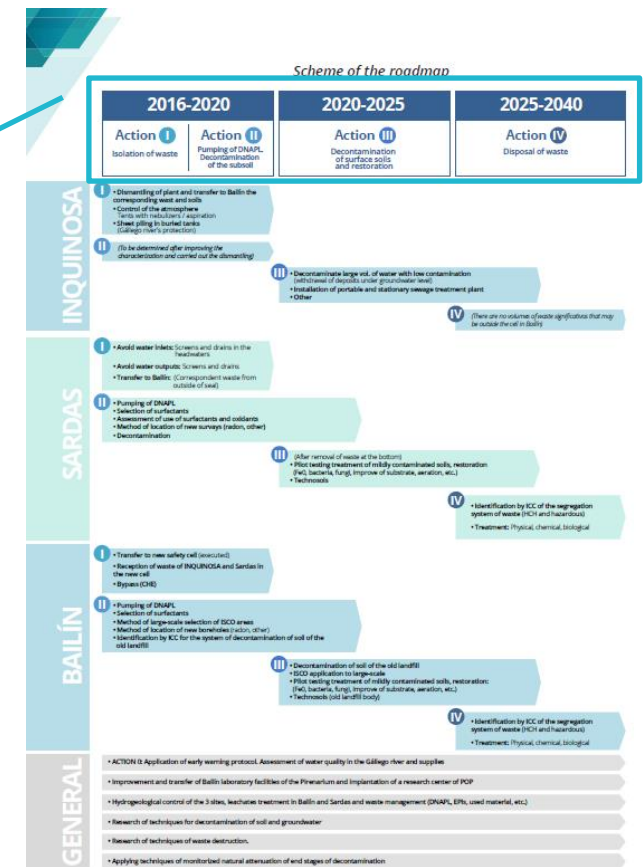 Scheme of the roadmap
2016-2020
2020-2025
2025-2040
Action I
Isolation of waste
Action II
Pumping of DNAPL.
Decontamination
of the subsoil
Action III
Decontamination
of surface soils
and restoration
Action IV
Disposal of waste
INQUINOSA
I
• Dismantling of plant and transfer to Bailín the
corresponding wast and soils
• Control of the atmosphere
Tents with nebulizers / aspiration
• Sheet piling in buried tanks
(Gállego river's protection)
II
(To be determined after improving the
characterization and carried out the dismantling)
III
• Decontaminate large vol. of water with low contamination
(withdrawal of deposits under groundwater level)
• Installation of portable and stationary sewage treatment plant
• Other
IV
(There are no volumes of waste significatives that may
be outside the cell in Bailín)
SARDAS
I
• Avoid water inlets: Screens and drains in the
headwaters
• Avoid water outputs: Screens and drains
• Transfer to Bailín: (Correspondent waste from
outside of seal)
II
• Pumping of DNAPL
• Selection of surfactants
• Assessment of use of surfactants and oxidants
• Method of location of new surveys (radon, other)
• Decontamination
III
(After removal of waste at the bottom)
• Pilot testing treatment of mildly contaminated soils, restoration
(Fe0, bacteria, fungi, improve of substrate, aeration, etc.)
• Technosols
IV
• Identification by ICC of the segregation
system of waste (HCH and hazardous)
• Treatment: Physical, chemical, biological
BAILÍN
I
• Transfer to new safety cell (executed)
• Reception of waste of INQUINOSA and Sardas in
the new cell
• Bypass (CHE)
II
• Pumping of DNAPL
• Selection of surfactants
• Method of large-scale selection of ISCO areas
• Method of location of new boreholes (radon, other)
• Identification by ICC for the system of decontamination of soil of the
old landfill
III
• Decontamination of soil of the old landfill
• ISCO application to large-scale
• Pilot testing treatment of mildly contaminated soils, restoration:
(Fe0, bacteria, fungi, improve of substrate, aeration, etc.)
• Technosols (old landfill body)
IV
• Identification by ICC of the segregation
system of waste (HCH and hazardous)
• Treatment: Physical, chemical, biological
GENERAL
• ACTION 0: Application of early warning protocol. Assessment of water quality in the Gállego river and supplies
• Improvement and transfer of Bailín laboratory facilities of the Pirenarium and implantation of a research center of POP
• Hydrogeological control of the 3 sites, leachates treatment in Bailín and Sardas and waste management (DNAPL, EPIs, used material, etc.)
• Research of techniques for decontamination of soil and groundwater
• Research of techniques of waste destruction.
• Applying techniques of monitorized natural attenuation of end stages of decontamination